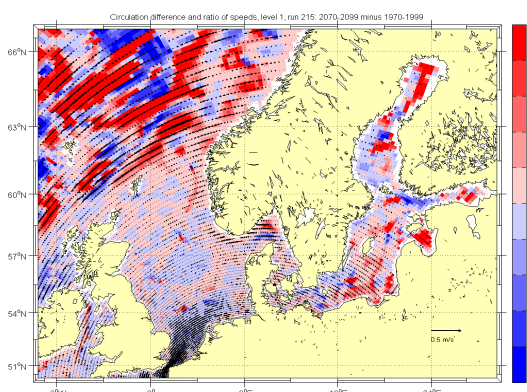 Circulation difference and ratio of speeds, level 1, run 215: 2070-2099 minus 1970-1999
66°N
63°N
60°N
57°N
54°N
0.5 m/s
51°N